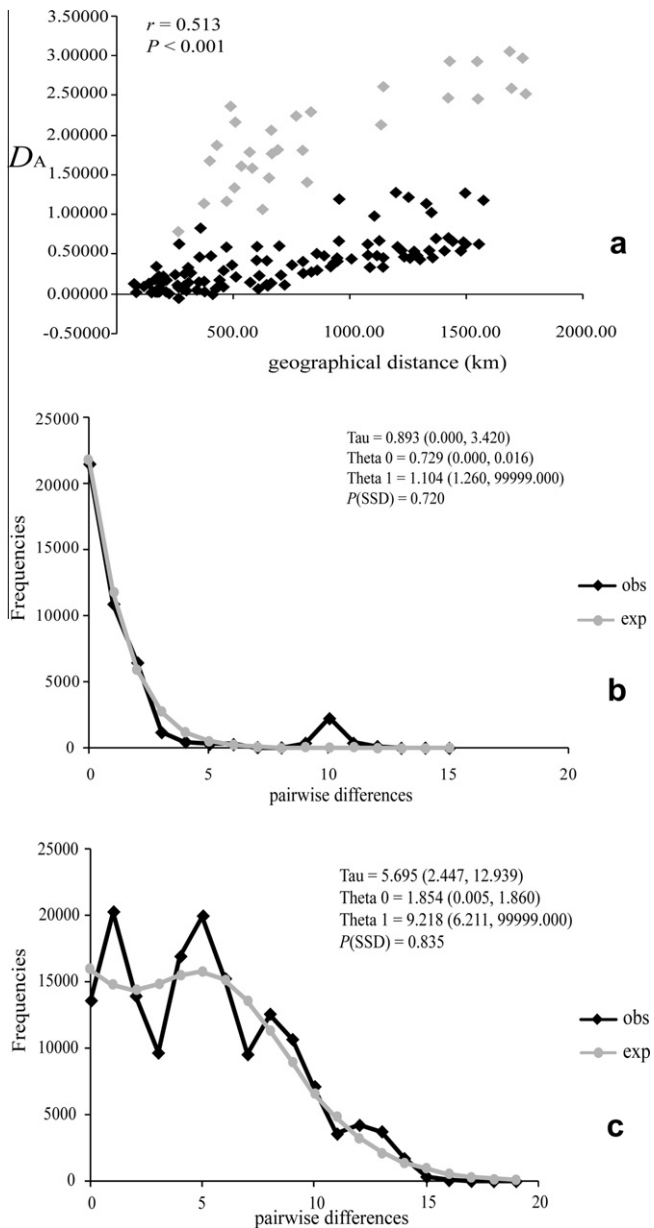 r = 0.513
P < 0.001
3.50000
3.00000
2.50000
2.00000
DA
1.50000
1.00000
0.50000
0.00000
-0.50000
500.00
1000.00
1500.00
2000.00
geographical distance (km)
a
25000
20000
15000
10000
5000
0
Frequencies
Tau = 0.893 (0.000, 3.420)
Theta 0 = 0.729 (0.000, 0.016)
Theta 1 = 1.104 (1.260, 99999.000)
P(SSD) = 0.720
obs
exp
b
0
5
10
15
20
pairwise differences
25000
20000
15000
10000
5000
0
Frequencies
Tau = 5.695 (2.447, 12.939)
Theta 0 = 1.854 (0.005, 1.860)
Theta 1 = 9.218 (6.211, 99999.000)
P(SSD) = 0.835
obs
exp
c
0
5
10
15
20
pairwise differences